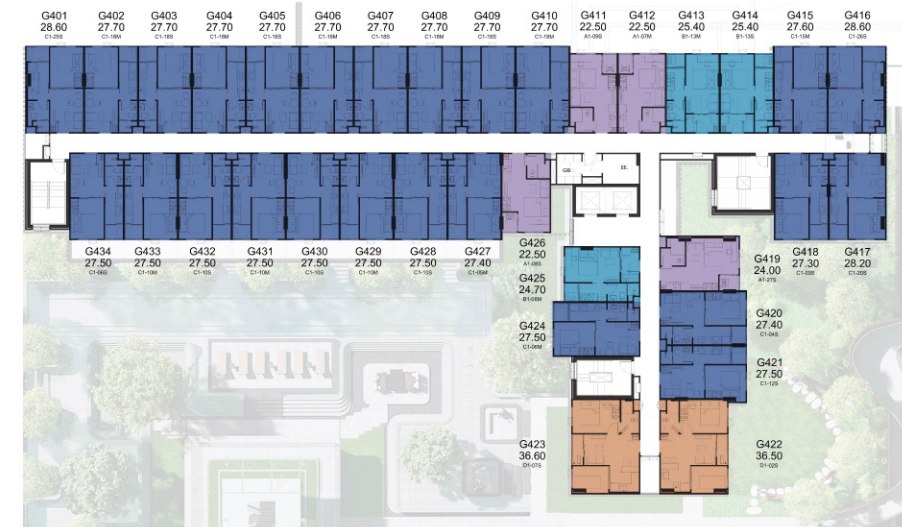 G401
28.60
C1-29S
G402
27.70
C1-18M
G403
27.70
C1-18S
G404
27.70
C1-18M
G405
27.70
C1-18S
G406
27.70
C1-18M
G407
27.70
C1-18S
G408
27.70
C1-18M
G409
27.70
C1-18S
G410
27.70
C1-18M
G411
22.50
A1-09S
G412
22.50
A1-07M
G413
25.40
B1-13M
G414
25.40
B1-13S
G415
27.60
C1-15M
G416
28.60
C1-28S
GB.
EE.
G434
27.50
C1-06S
G433
27.50
C1-10M
G432
27.50
C1-10S
G431
27.50
C1-10M
G430
27.50
C1-10S
G429
27.50
C1-10M
G428
27.50
C1-10S
G427
27.40
C1-05M
G426
22.50
A1-08S
G425
24.70
B1-08M
G424
27.50
C1-06M
G423
36.60
D1-07S
G419
24.00
A1-27S
G418
27.30
C1-03S
G417
28.20
C1-20S
G420
27.40
C1-04S
G421
27.50
C1-12S
G422
36.50
D1-02S